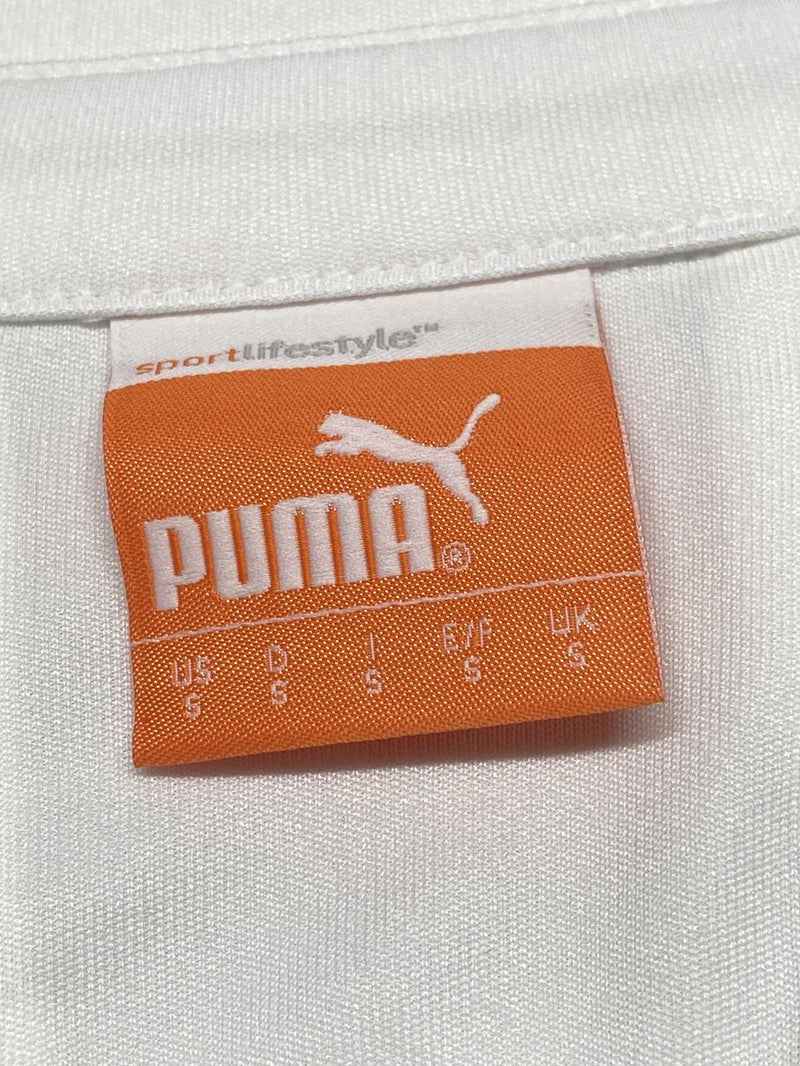 sportlifestyle™
PUMA®
US D I E/F UK
S S S S S